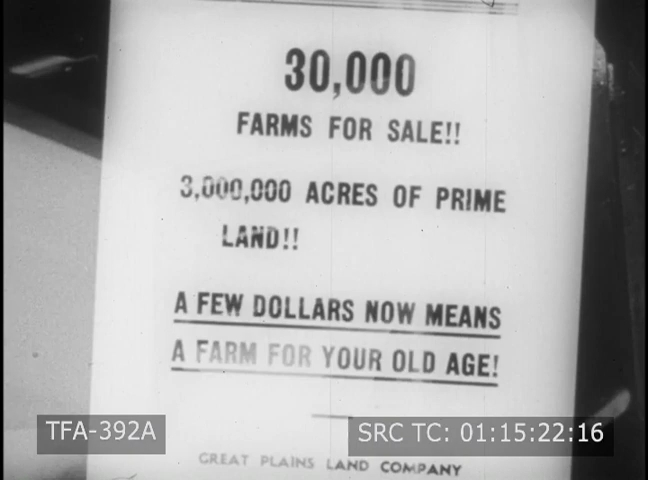 30,000
FARMS FOR SALE!!
3,000,000 ACRES OF PRIME
LAND!!
A FEW DOLLARS NOW MEANS
A FARM FOR YOUR OLD AGE!
TFA-392A
SRC TC: 01:15:22:16
GREAT PLAINS LAND COMPANY